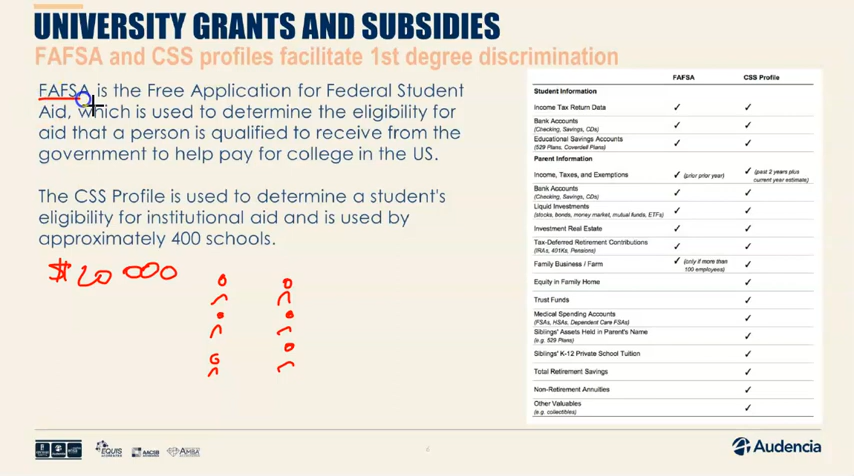 UNIVERSITY GRANTS AND SUBSIDIES
FAFSA and CSS profiles facilitate 1st degree discrimination
FAFSA is the Free Application for Federal Student
Aid, which is used to determine the eligibility for
aid that a person is qualified to receive from the
government to help pay for college in the US.
The CSS Profile is used to determine a student's
eligibility for institutional aid and is used by
approximately 400 schools.
$20 000
FAFSA CSS Profile
Student Information
Income Tax Return Data ✓ ✓
Bank Accounts ✓ ✓
(Checking, Savings, CDs)
Educational Savings Accounts ✓ ✓
(529 Plans, Coverdell Plans)
Parent Information
Income, Taxes, and Exemptions ✓ (prior prior year) ✓ (past 2 years plus
current year estimate)
Bank Accounts ✓ ✓
(Checking, Savings, CDs)
Liquid Investments ✓ ✓
(stocks, bonds, money market, mutual funds, ETFs)
Investment Real Estate ✓ ✓
Tax-Deferred Retirement Contributions ✓ ✓
(IRAs, 401Ks, Pensions)
Family Business / Farm ✓ (only if more than ✓
100 employees)
Equity in Family Home ✓
Trust Funds ✓
Medical Spending Accounts ✓
(FSAs, HSAs, Dependent Care FSAs)
Siblings' Assets Held in Parent's Name ✓
(e.g. 529 Plans)
Siblings' K-12 Private School Tuition ✓
Total Retirement Savings ✓
Non-Retirement Annuities ✓
Other Valuables ✓
(e.g. collectibles)
EQUIS
ACCREDITED
AACSB
AMBA
Audencia